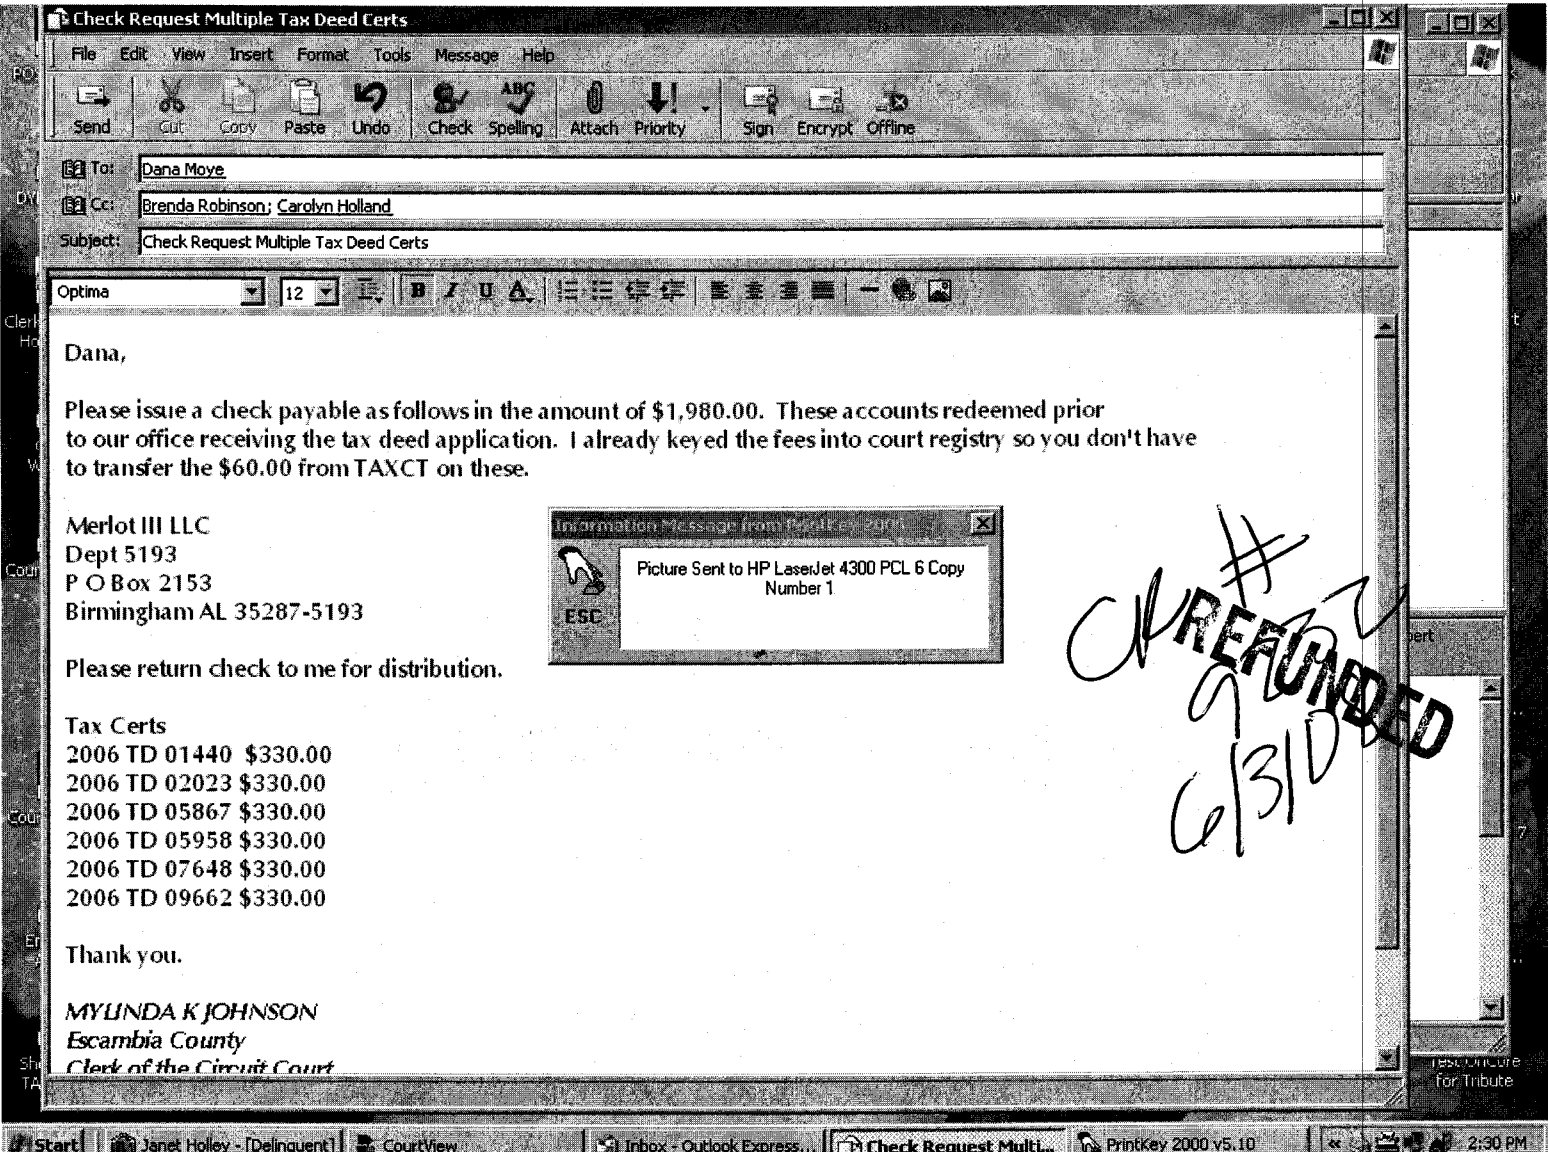 Check Request Multiple Tax Deed Certs
File Edit View Insert Format Tools Message Help
Send Cut Copy Paste Undo Check Spelling Attach Priority Sign Encrypt Offline
ABC
To: Dana Moye
Cc: Brenda Robinson; Carolyn Holland
Subject: Check Request Multiple Tax Deed Certs
Optima 12 B I U A
Dana,
Please issue a check payable as follows in the amount of $1,980.00. These accounts redeemed prior
to our office receiving the tax deed application. I already keyed the fees into court registry so you don't have
to transfer the $60.00 from TAXCT on these.
Merlot III LLC
Dept 5193
P O Box 2153
Birmingham AL 35287-5193
Information Message from PrintKey 2000
Picture Sent to HP LaserJet 4300 PCL 6 Copy
Number 1
ESC
Please return check to me for distribution.
REFUNDED
6/3/0
Tax Certs
2006 TD 01440 $330.00
2006 TD 02023 $330.00
2006 TD 05867 $330.00
2006 TD 05958 $330.00
2006 TD 07648 $330.00
2006 TD 09662 $330.00
Thank you.
MYLINDA K JOHNSON
Escambia County
Clerk of the Circuit Court
for Tribute
Start Janet Holley - [Delinquent] CourtView Inbox - Outlook Express... Check Request Multi... PrintKey 2000 v5.10 « 2:30 PM